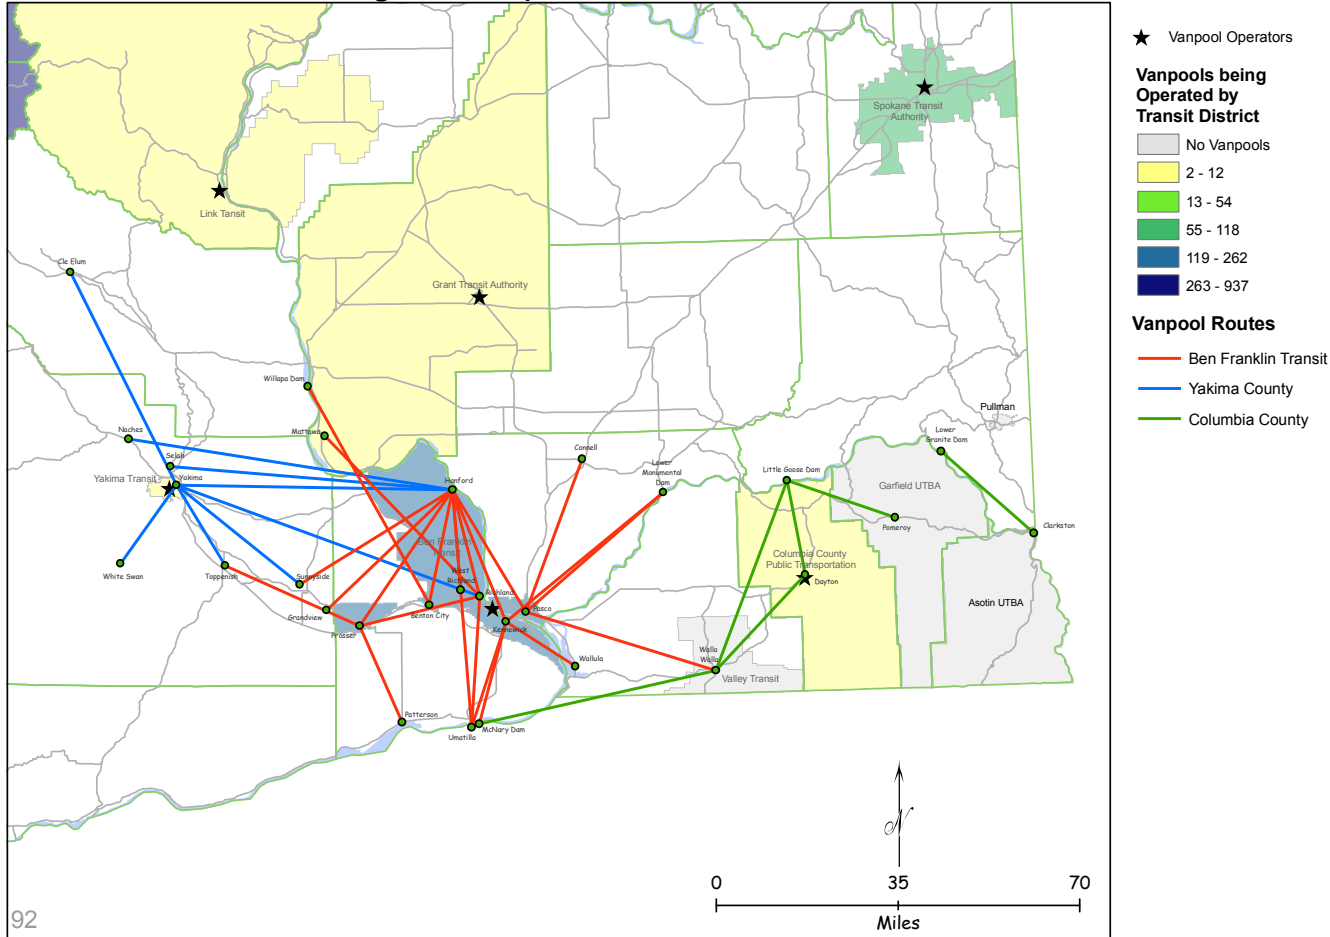 Vanpool Operators
Vanpools being
Operated by
Transit District
No Vanpools
2 - 12
13 - 54
55 - 118
119 - 262
263 - 937
Vanpool Routes
Ben Franklin Transit
Yakima County
Columbia County
Spokane Transit
Authority
Link Tansit
Cle Elum
Grant Transit Authority
Willapa Dam
Mattawa
Naches
Selah
Yakima Transit
Yakima
Hanford
Connell
Lower
Monumental
Dam
Little Goose Dam
Lower
Granite Dam
Pullman
Garfield UTBA
Pomeroy
Clarkston
Ben Franklin
Transit
Columbia County
Public Transportation
Dayton
White Swan
Toppenish
Sunnyside
West
Richland
Richland
Grandview
Benton City
Pasco
Prosser
Kennewick
Asotin UTBA
Wallula
Walla
Walla
Valley Transit
Patterson
Umatilla
McNary Dam
N
0
35
70
Miles
92